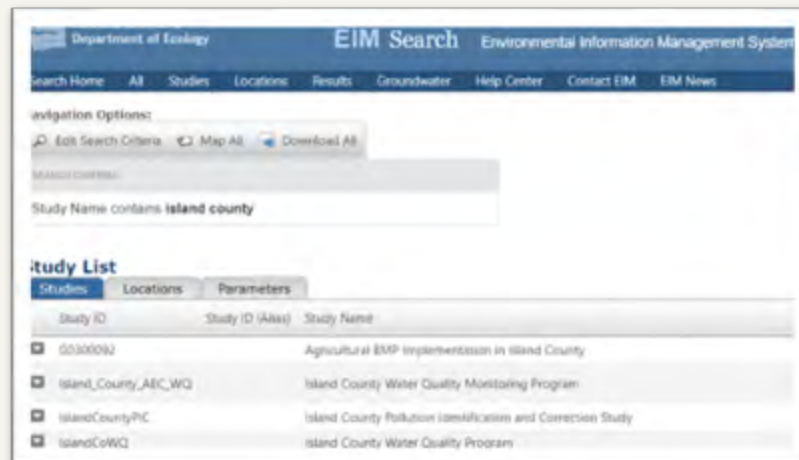 Department of Ecology EIM Search Environmental Information Management System
Search Home All Studies Locations Results Groundwater Help Center Contact EIM EIM News
avigation Options:
Edit Search Criteria Map All Download All
Study Name contains island county
Study List
Studies Locations Parameters
Study ID Study ID (Alias) Study Name
Agricultural BMP Implementation in Island County
Island_County_AEC_WQ Island County Water Quality Monitoring Program
IslandCountyPIC Island County Pollution Identification and Correction Study
IslandCoWQ Island County Water Quality Program